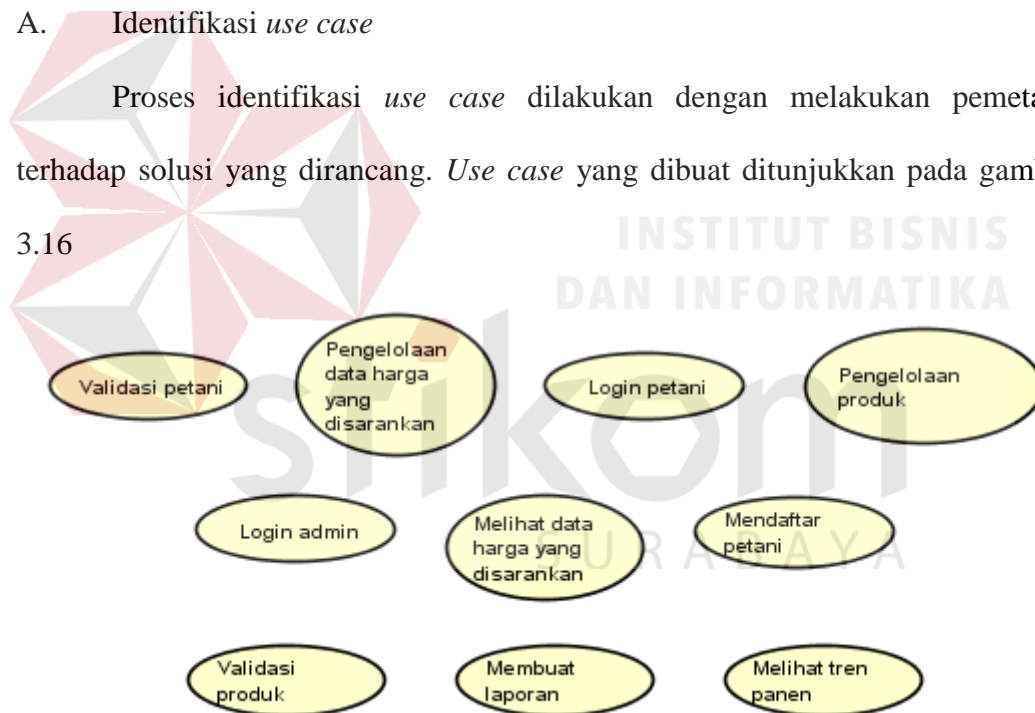 A. Identifikasi use case
Proses identifikasi use case dilakukan dengan melakukan
terhadap solusi yang dirancang. Use case yang dibuat ditunjukkan pada
3.16
INSTITUT BISNIS
DAN INFORMATIKA
stikom
SURABAYA
Validasi petani
Pengelolaan
data harga
yang
disarankan
Login petani
Pengelolaan
produk
Login admin
Melihat data
harga yang
disarankan
Mendaftar
petani
Validasi
produk
Membuat
laporan
Melihat tren
panen